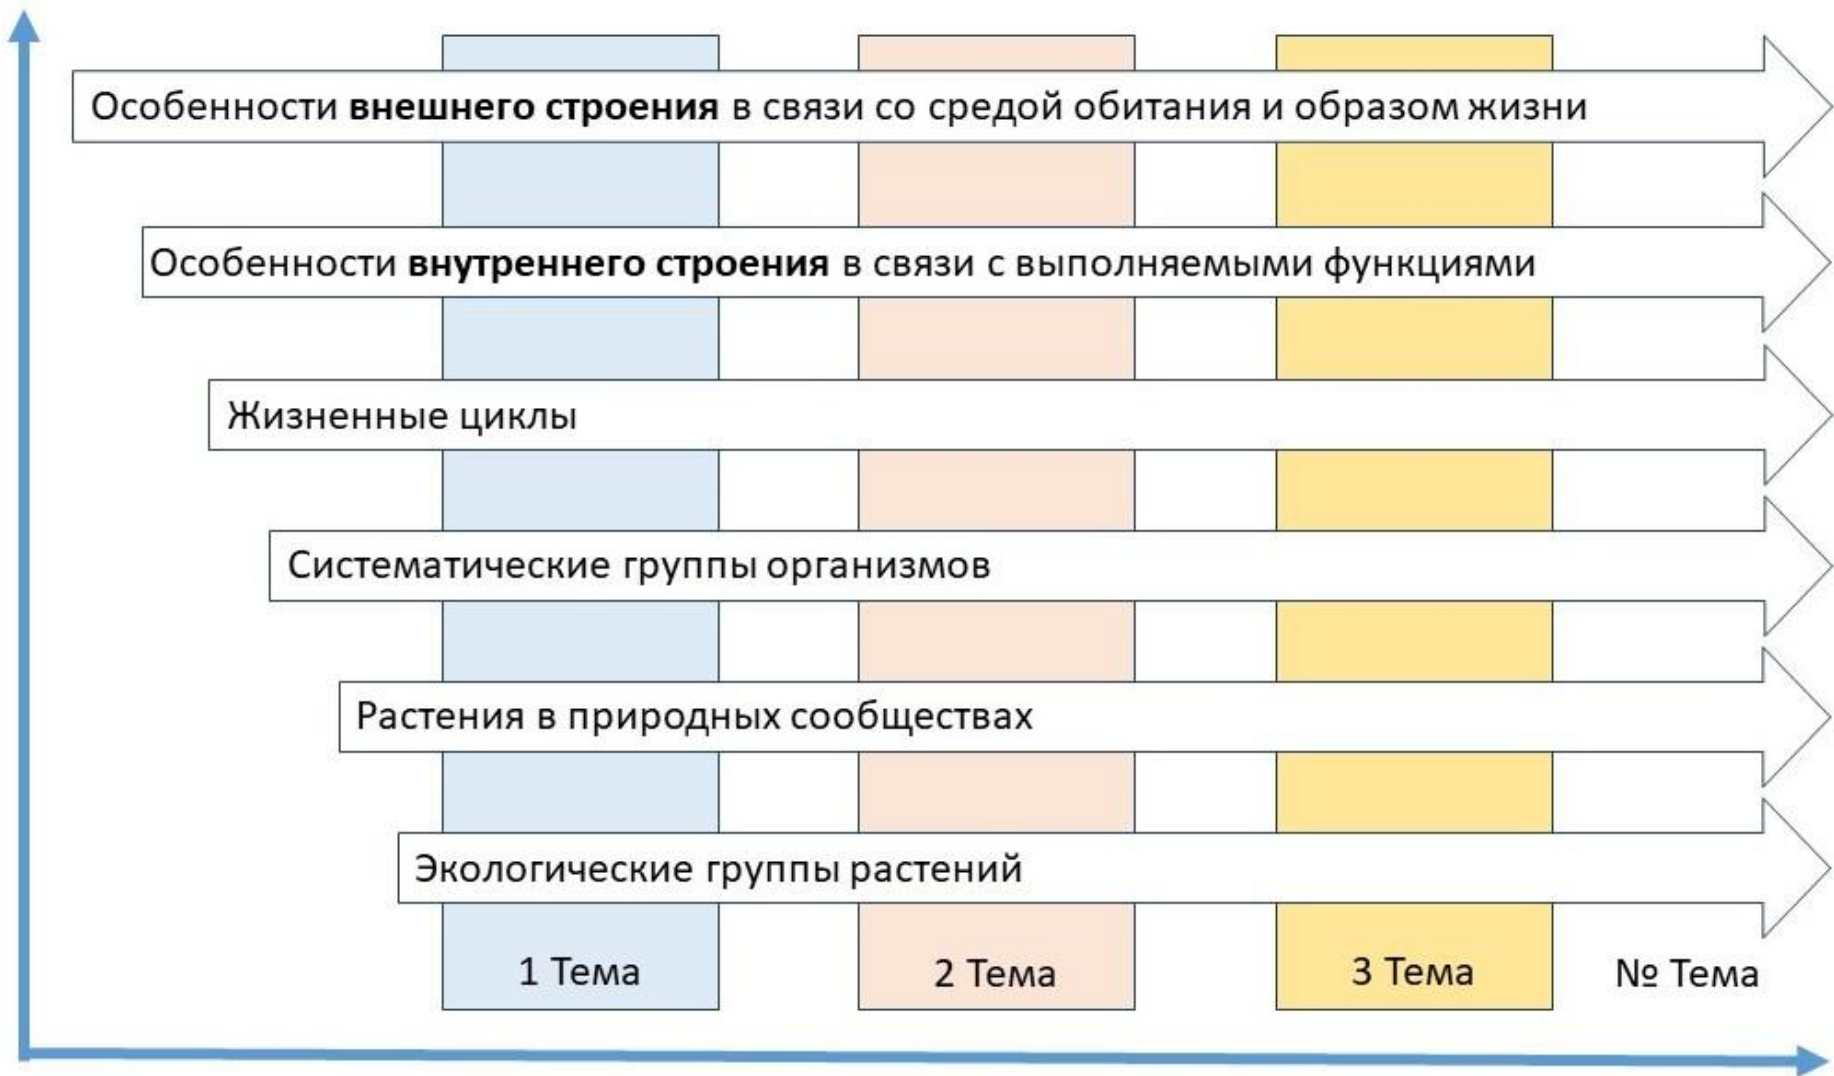 Особенности внешнего строения в связи со средой обитания и образом жизни
Особенности внутреннего строения в связи с выполняемыми функциями
Жизненные циклы
Систематические группы организмов
Растения в природных сообществах
Экологические группы растений
1 Тема
2 Тема
3 Тема
№ Тема